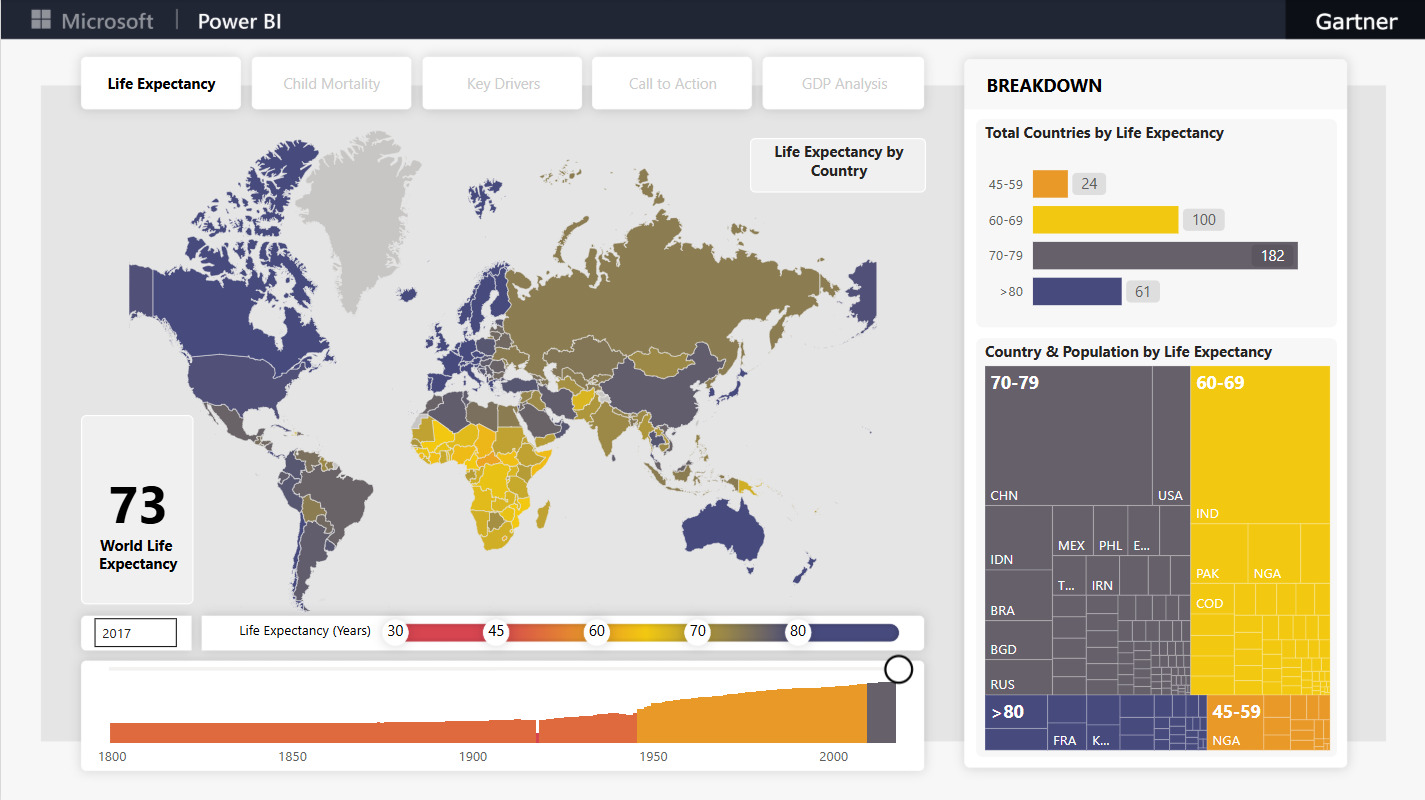 Microsoft | Power BI
Gartner
Life Expectancy
Child Mortality
Key Drivers
Call to Action
GDP Analysis
Life Expectancy by
Country
73
World Life
Expectancy
2017
Life Expectancy (Years) 30 45 60 70 80
1800 1850 1900 1950 2000
BREAKDOWN
Total Countries by Life Expectancy
45-59 24
60-69 100
70-79 182
>80 61
Country & Population by Life Expectancy
70-79
CHN
USA
IDN
MEX
PHL
E...
BRA
T...
IRN
BGD
RUS
60-69
IND
PAK
NGA
COD
>80
FRA
K...
45-59
NGA